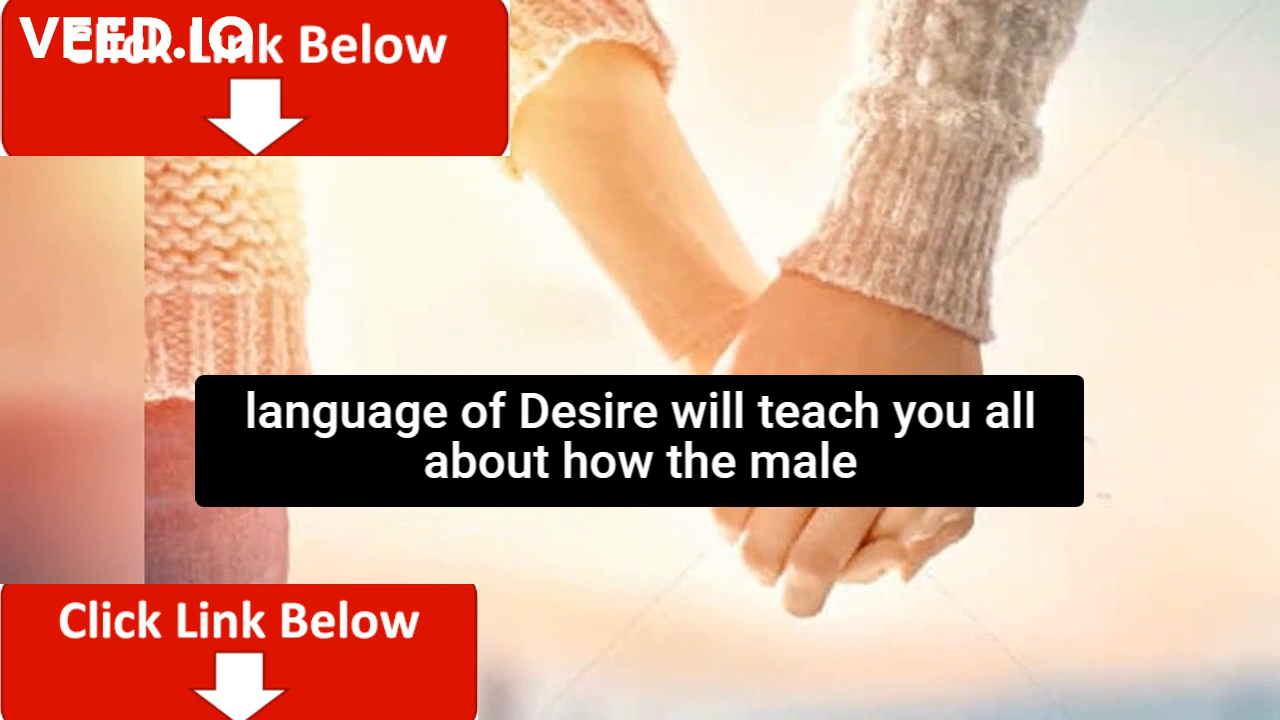 VEED.IO
Click Link Below
language of Desire will teach you all
about how the male
Click Link Below